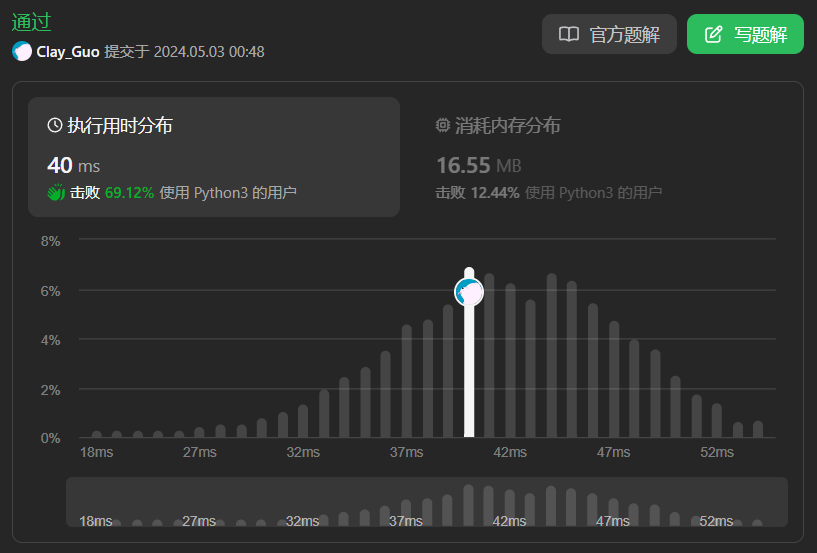 通过
Clay_Guo 提交于 2024.05.03 00:48
官方题解
写题解
执行用时分布
40 ms
击败 69.12% 使用 Python3 的用户
消耗内存分布
16.55 MB
击败 12.44% 使用 Python3 的用户
8%
6%
4%
2%
0%
18ms 27ms 32ms 37ms 42ms 47ms 52ms
18ms 27ms 32ms 37ms 42ms 47ms 52ms